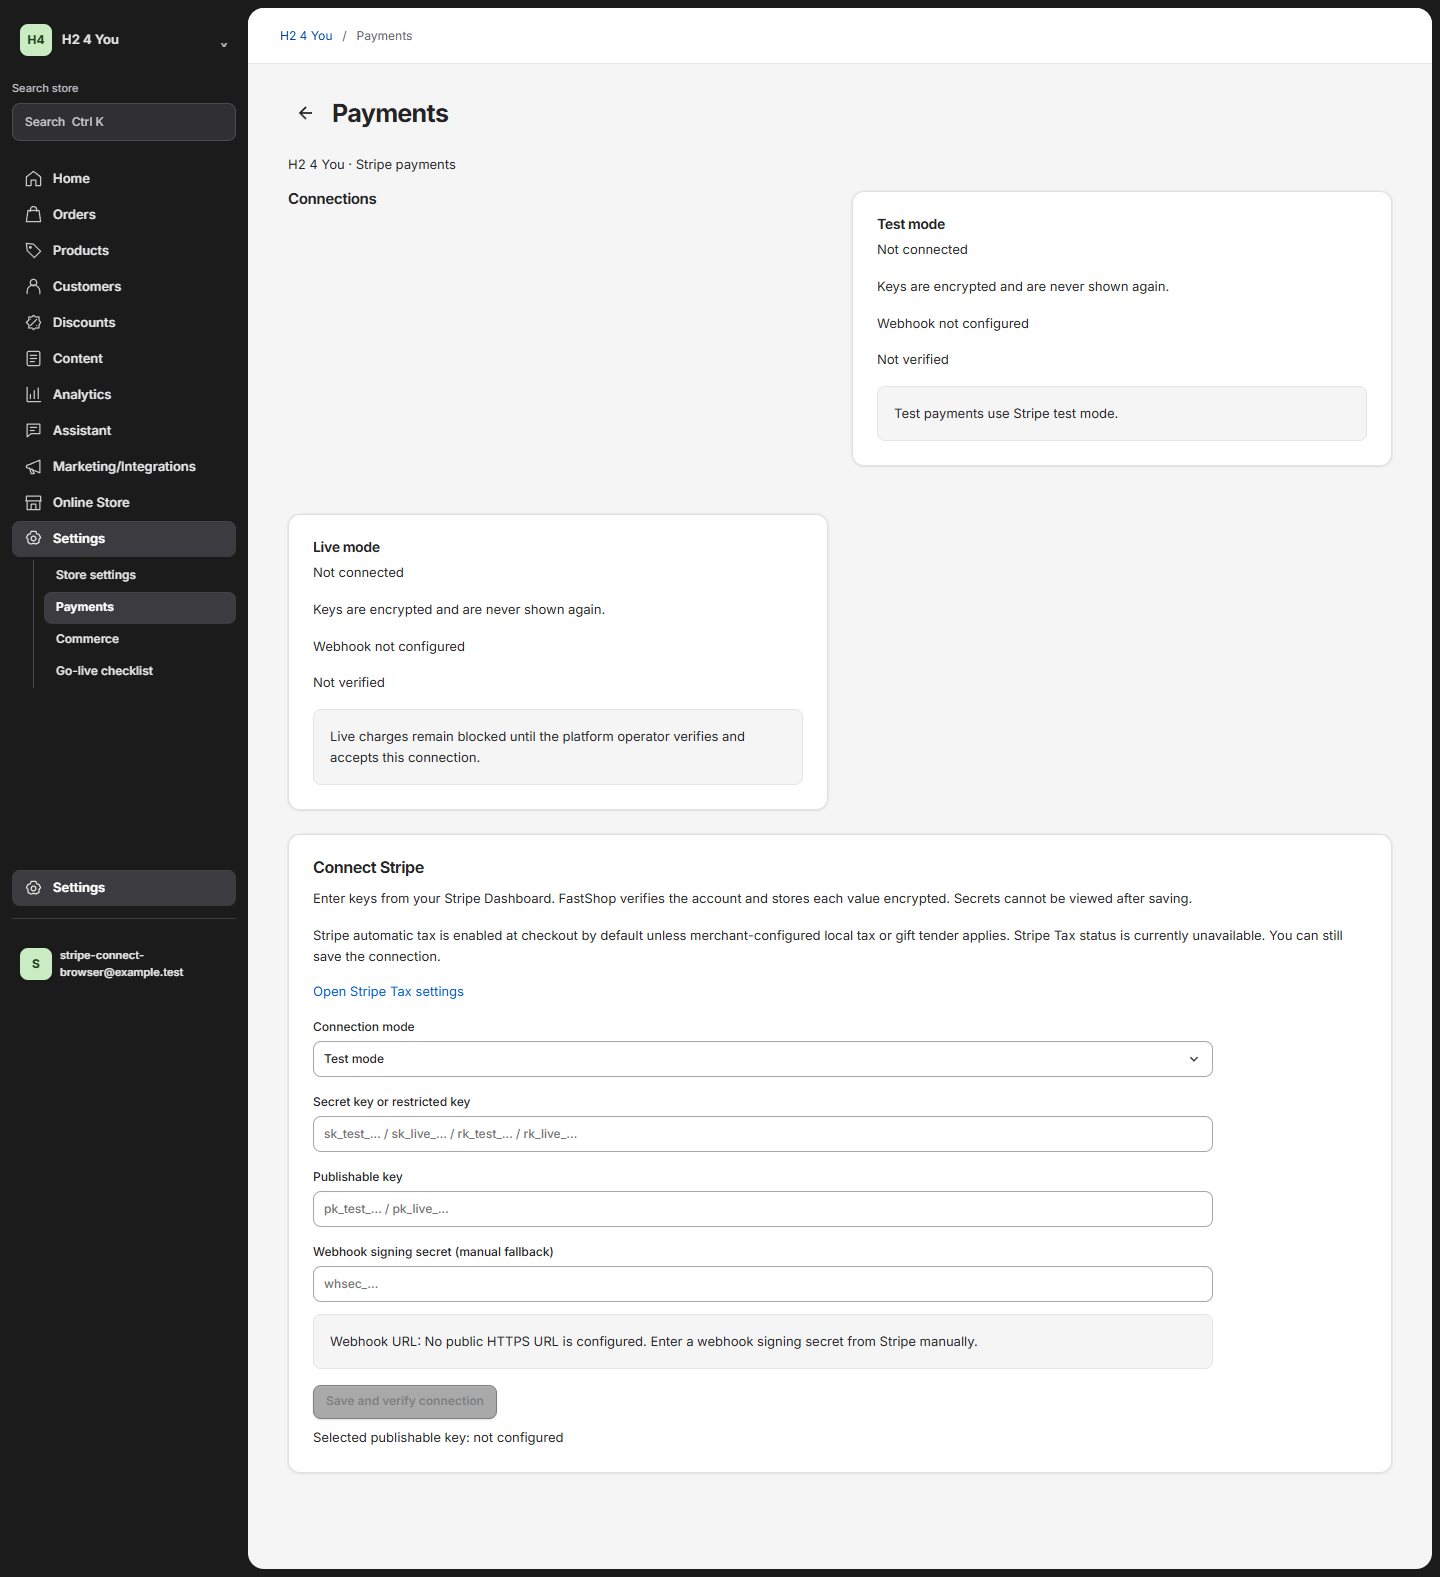 H4 H2 4 You
Search store
Search Ctrl K
Home
Orders
Products
Customers
Discounts
Content
Analytics
Assistant
Marketing/Integrations
Online Store
Settings
Store settings
Payments
Commerce
Go-live checklist
Settings
S
stripe-connect-
browser@example.test
H2 4 You / Payments
Payments
H2 4 You · Stripe payments
Connections
Test mode
Not connected
Keys are encrypted and are never shown again.
Webhook not configured
Not verified
Test payments use Stripe test mode.
Live mode
Not connected
Keys are encrypted and are never shown again.
Webhook not configured
Not verified
Live charges remain blocked until the platform operator verifies and
accepts this connection.
Connect Stripe
Enter keys from your Stripe Dashboard. FastShop verifies the account and stores each value encrypted. Secrets cannot be viewed after saving.
Stripe automatic tax is enabled at checkout by default unless merchant-configured local tax or gift tender applies. Stripe Tax status is currently unavailable. You can still
save the connection.
Open Stripe Tax settings
Connection mode
Test mode
Secret key or restricted key
sk_test_... / sk_live_... / rk_test_... / rk_live_...
Publishable key
pk_test_... / pk_live_...
Webhook signing secret (manual fallback)
whsec_...
Webhook URL: No public HTTPS URL is configured. Enter a webhook signing secret from Stripe manually.
Save and verify connection
Selected publishable key: not configured